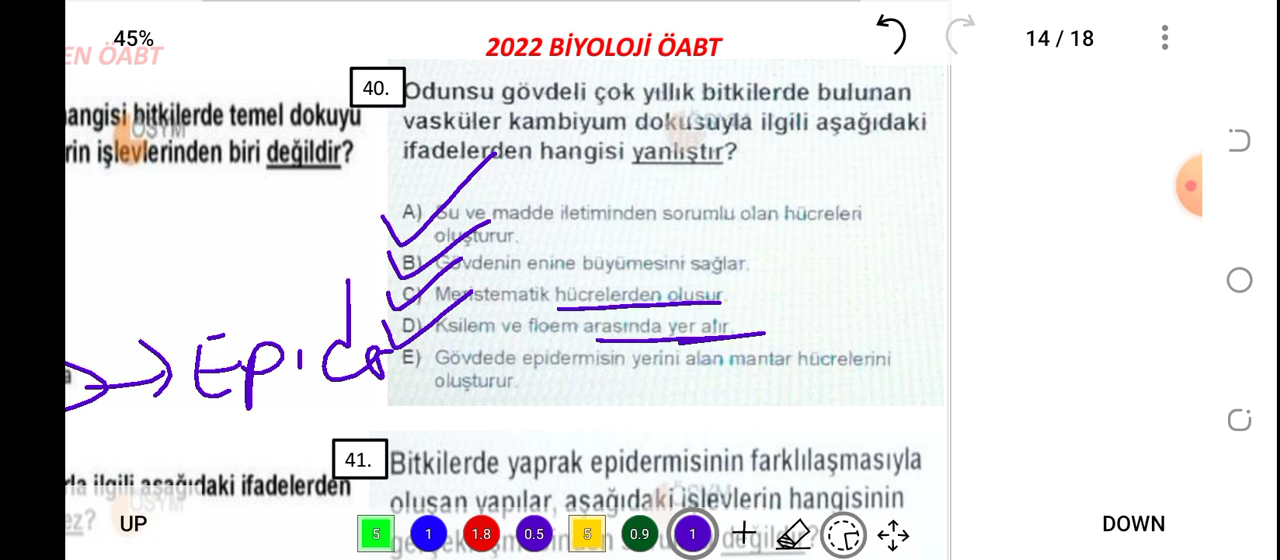 45%
EN ÖABT
2022 BİYOLOJİ ÖABT
14 / 18
angisi bitkilerde temel dokuyu
rin işlevlerinden biri değildir?
40.
Odunsu gövdeli çok yıllık bitkilerde bulunan
vasküler kambiyum dokusuyla ilgili aşağıdaki
ifadelerden hangisi yanlıştır?
A) Su ve madde iletiminden sorumlu olan hücreleri
oluşturur.
B) Gövdenin enine büyümesini sağlar.
C) Meristematik hücrelerden oluşur.
D) Ksilem ve floem arasında yer alır.
E) Gövdede epidermisin yerini alan mantar hücrelerini
oluşturur.
Epide
41.
Bitkilerde yaprak epidermisinin farklılaşmasıyla
oluşan yapılar, aşağıdaki işlevlerin hangisinin
değildir?
la ilgili aşağıdaki ifadelerden
ez?
UP
5 1 1.8 0.5 5 0.9 1
DOWN